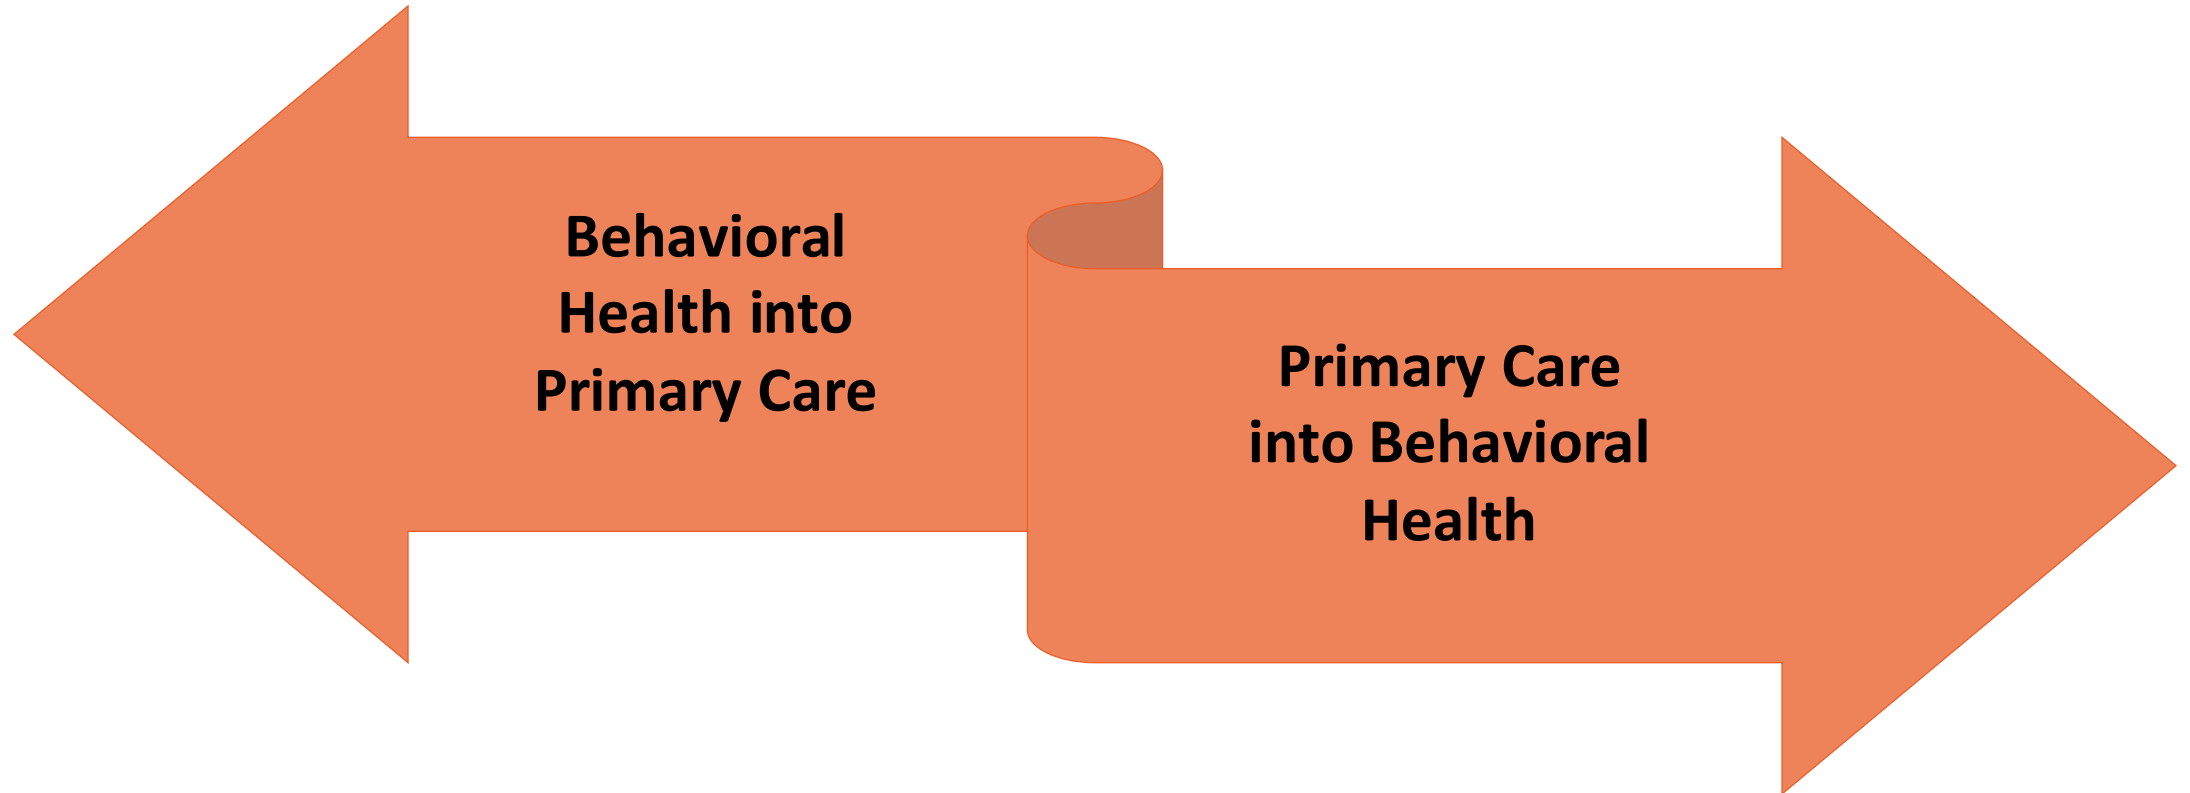 Behavioral
Health into
Primary Care
Primary Care
into Behavioral
Health